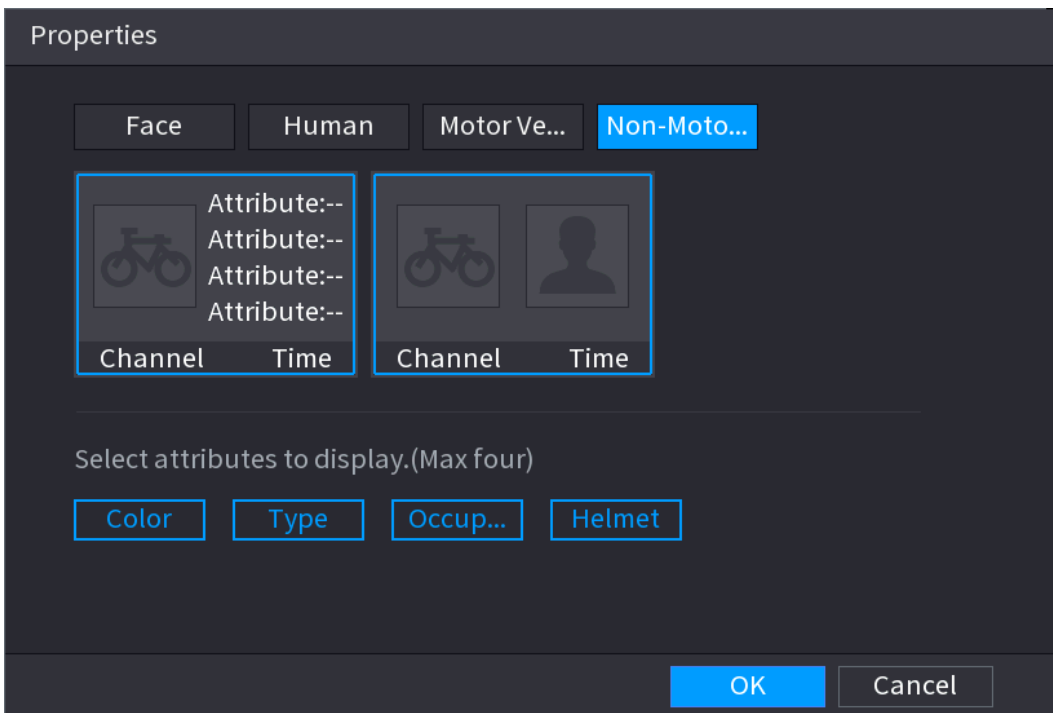 Properties
Face Human Motor Ve... Non-Moto...
Attribute:--
Attribute:--
Attribute:--
Attribute:--
Channel Time Channel Time
Select attributes to display.(Max four)
Color Type Occup... Helmet
OK Cancel